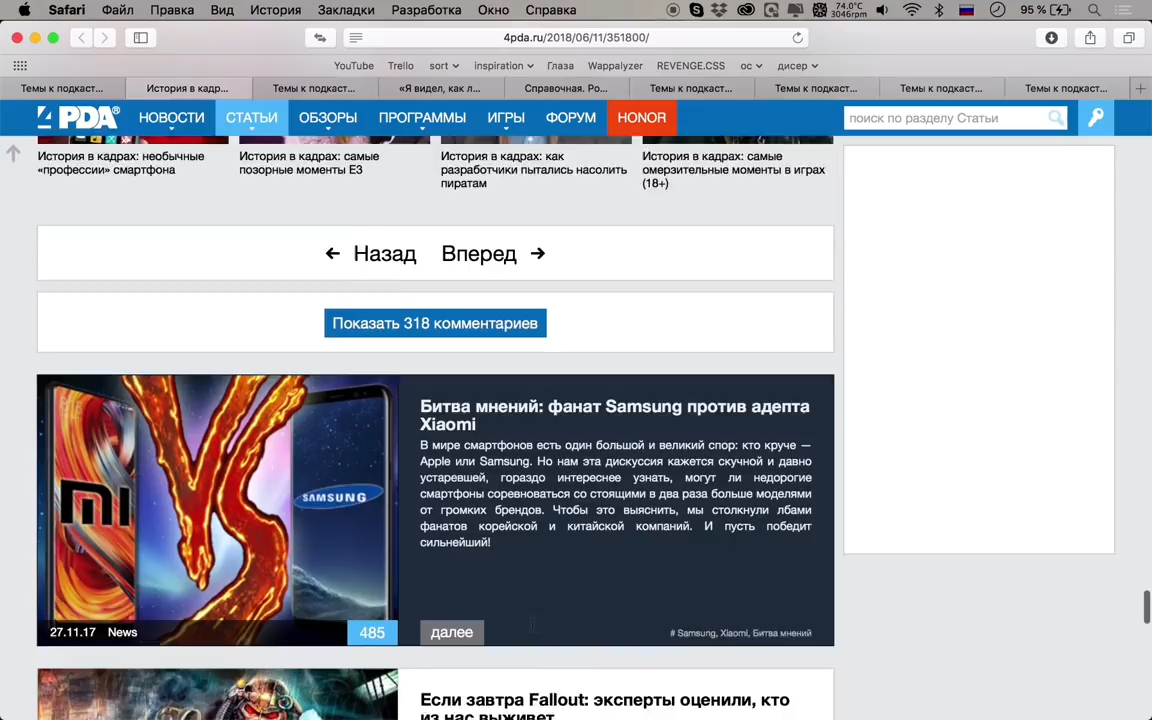 Safari Файл Правка Вид История Закладки Разработка Окно Справка 74.0°C 3046rpm 95 %
4pda.ru/2018/06/11/351800/
YouTube Trello sort inspiration Глаза Wappalyzer REVENGE.CSS ос дисер
Темы к подкаст... История в кадр... Темы к подкаст... «Я видел, как л... Справочная. Ро... Темы к подкаст... Темы к подкаст... Темы к подкаст... Темы к подкаст...
4PDA® НОВОСТИ СТАТЬИ ОБЗОРЫ ПРОГРАММЫ ИГРЫ ФОРУМ HONOR поиск по разделу Статьи
История в кадрах: необычные
«профессии» смартфона
История в кадрах: самые
позорные моменты E3
История в кадрах: как
разработчики пытались насолить
пиратам
История в кадрах: самые
омерзительные моменты в играх
(18+)
← Назад Вперед →
Показать 318 комментариев
MI
SAMSUNG
Битва мнений: фанат Samsung против адепта
Xiaomi
В мире смартфонов есть один большой и великий спор: кто круче —
Apple или Samsung. Но нам эта дискуссия кажется скучной и давно
устаревшей, гораздо интереснее узнать, могут ли недорогие
смартфоны соревноваться со стоящими в два раза больше моделями
от громких брендов. Чтобы это выяснить, мы столкнули лбами
фанатов корейской и китайской компаний. И пусть победит
сильнейший!
27.11.17 News 485 далее # Samsung, Xiaomi, Битва мнений
Если завтра Fallout: эксперты оценили, кто
из нас выживет